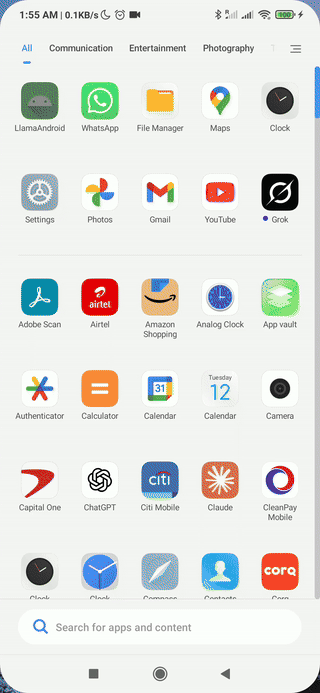 1:55 AM | 0.1KB/s
100
All Communication Entertainment Photography
LlamaAndroid WhatsApp File Manager Maps Clock
Settings Photos Gmail YouTube Grok
airtel
Adobe Scan Airtel Amazon Shopping Analog Clock App vault
31 Tuesday 12
Authenticator Calculator Calendar Calendar Camera
citi
Capital One ChatGPT Citi Mobile Claude CleanPay Mobile
corq
Clock Clock Compass Contacts Corq
Search for apps and content